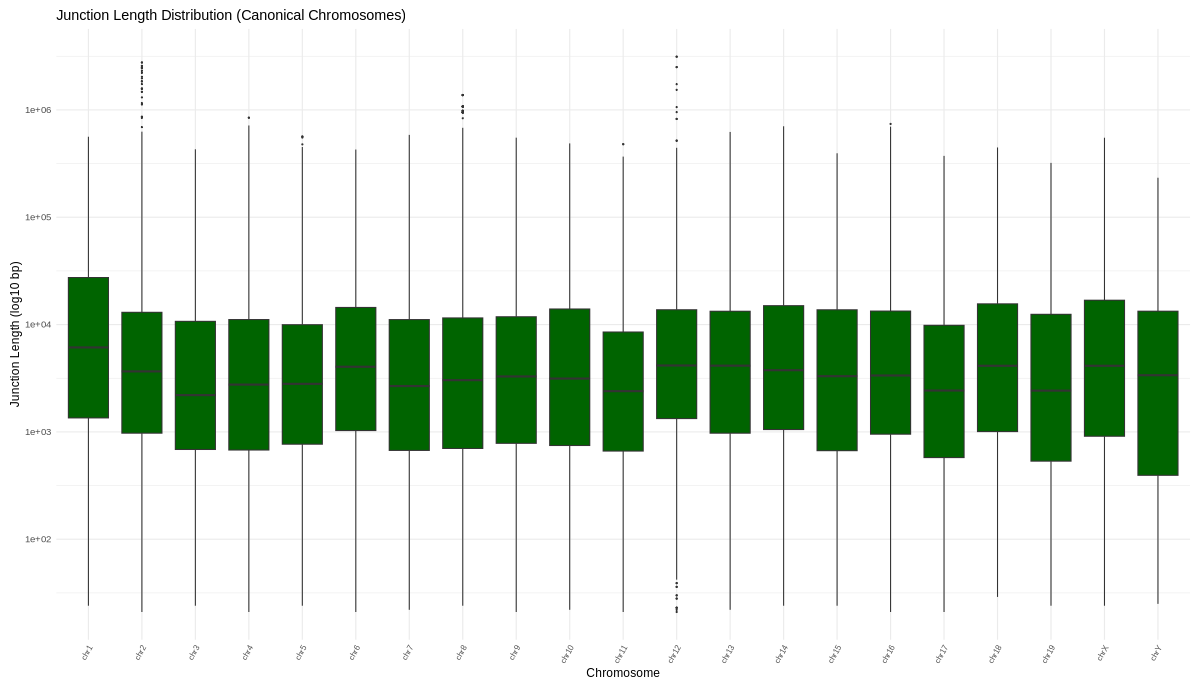 Junction Length Distribution (Canonical Chromosomes)
Junction Length (log10 bp)
1e+06
1e+05
1e+04
1e+03
1e+02
chr1 chr2 chr3 chr4 chr5 chr6 chr7 chr8 chr9 chr10 chr11 chr12 chr13 chr14 chr15 chr16 chr17 chr18 chr19 chrX chrY
Chromosome